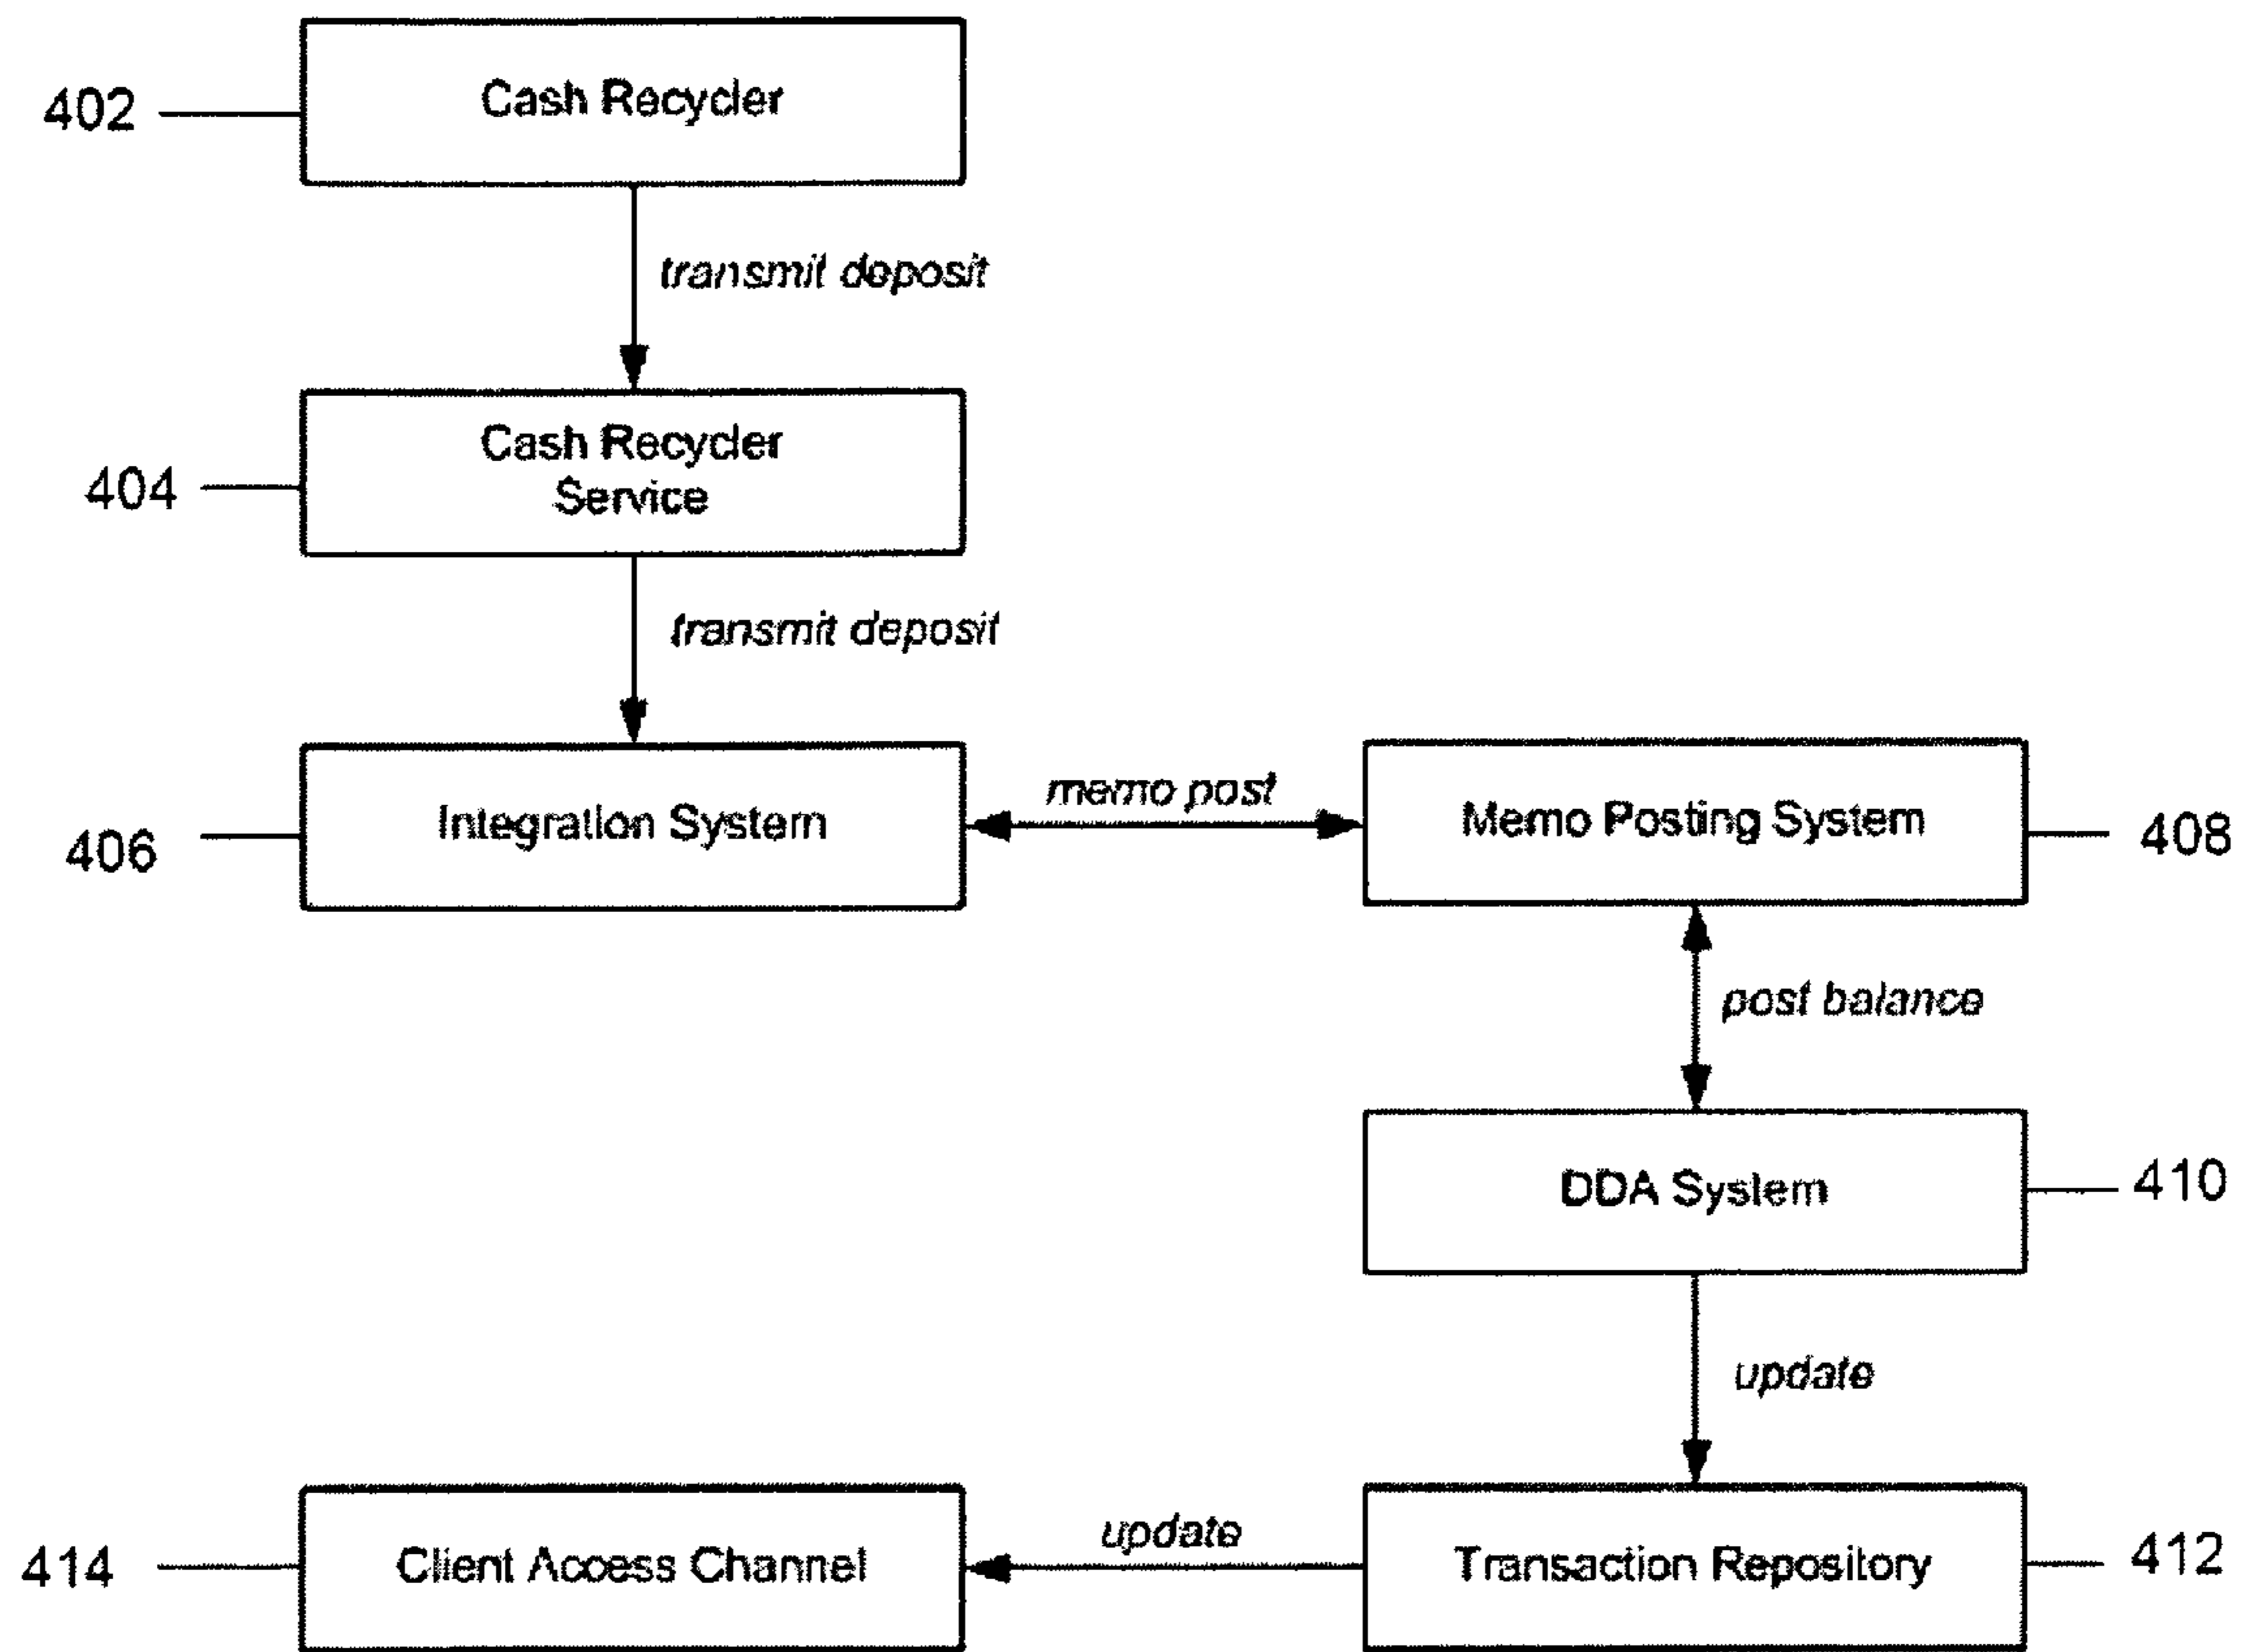 402
Cash Recycler
transmit deposit
404
Cash Recycler
Service
transmit deposit
406
Integration System
memo post
Memo Posting System
408
post balance
DDA System
410
update
414
Client Access Channel
update
Transaction Repository
412